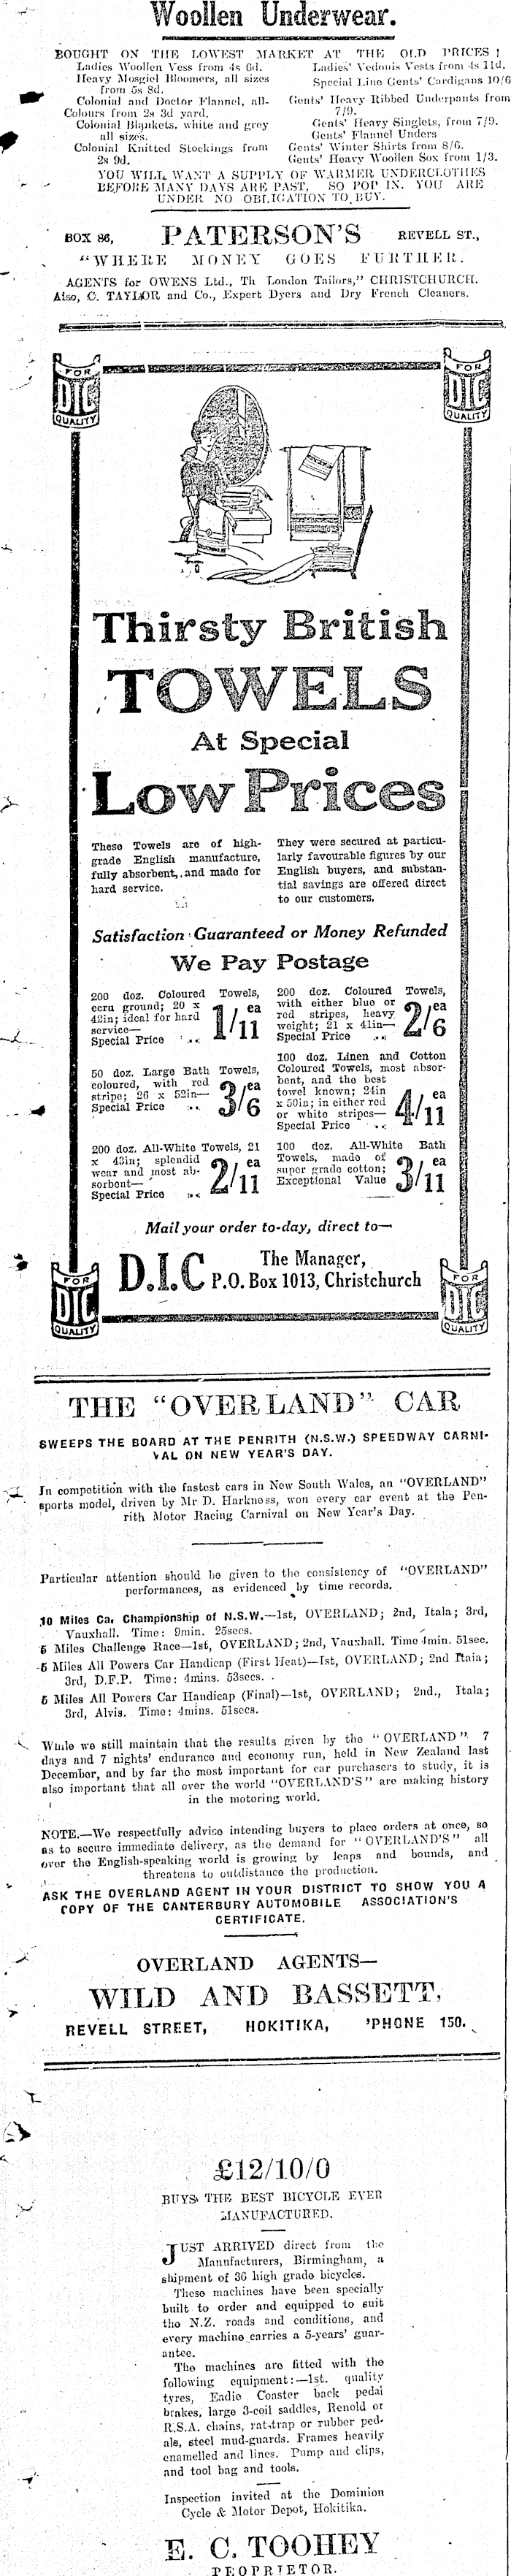 Woollen Underwear.
BOUGHT ON THE LOWEST MARKET AT THE OLD PRICES !
Ladies Woollen Vess from 4s 6d.
Heavy Mosgiel Bloomers, all sizes
from 5s 8d.
Colonial and Doctor Flannel, all-
Colours from 2s 3d yard.
Colonial Blankets, white and grey
all sizes.
Colonial Knitted Stockings from
2s 9d.
Ladies' Vedonis Vests from 4s 11d.
Special Line Gents' Cardigans 10/6
Gents' Heavy Ribbed Underpants from
7/9.
Gents' Heavy Singlets, from 7/9.
Gents' Flannel Unders
Gents' Winter Shirts from 8/6.
Gents' Heavy Woollen Sox from 1/3.
YOU WILL WANT A SUPPLY OF WARMER UNDERCLOTHES
BEFORE MANY DAYS ARE PAST, SO POP IN. YOU ARE
UNDER NO OBLIGATION TO BUY.
BOX 86, PATERSON'S REVELL ST.,
"WHERE MONEY GOES FURTHER.
AGENTS for OWENS Ltd., Th London Tailors," CHRISTCHURCH.
Also, C. TAYLOR and Co., Expert Dyers and Dry French Cleaners.
FOR DIC QUALITY
FOR DIC QUALITY
Thirsty British
TOWELS
At Special
Low Prices
These Towels are of high-
grade English manufacture,
fully absorbent, and made for
hard service.
They were secured at particu-
larly favourable figures by our
English buyers, and substan-
tial savings are offered direct
to our customers.
Satisfaction Guaranteed or Money Refunded
We Pay Postage
200 doz. Coloured Towels,
ecru ground; 20 x
42in; ideal for hard
service—
Special Price .. 1/11 ea
50 doz. Large Bath Towels,
coloured, with red
stripe; 26 x 52in—
Special Price .. 3/6 ea
200 doz. All-White Towels, 21
x 43in; splendid
wear and most ab-
sorbent—
Special Price .. 2/11 ea
200 doz. Coloured Towels,
with either blue or
red stripes, heavy
weight; 21 x 41in—
Special Price .. 2/6 ea
100 doz. Linen and Cotton
Coloured Towels, most absor-
bent, and the best
towel known; 24in
x 50in; in either red
or white stripes—
Special Price .. 4/11 ea
100 doz. All-White Bath
Towels, made of
super grade cotton;
Exceptional Value 3/11 ea
Mail your order to-day, direct to—
D.I.C The Manager,
P.O. Box 1013, Christchurch
FOR DIC QUALITY
FOR DIC QUALITY
THE "OVERLAND" CAR
SWEEPS THE BOARD AT THE PENRITH (N.S.W.) SPEEDWAY CARNI-
VAL ON NEW YEAR'S DAY.
In competition with the fastest cars in New South Wales, an "OVERLAND"
sports model, driven by Mr D. Harkness, won every car event at the Pen-
rith Motor Racing Carnival on New Year's Day.
Particular attention should be given to the consistency of "OVERLAND"
performances, as evidenced by time records.
10 Miles Car Championship of N.S.W.—1st, OVERLAND; 2nd, Itala; 3rd,
Vauxhall. Time: 9min. 25secs.
5 Miles Challenge Race—1st, OVERLAND; 2nd, Vauxhall. Time 4min. 51sec.
5 Miles All Powers Car Handicap (First Heat)—1st, OVERLAND; 2nd Itaia;
3rd, D.F.P. Time: 4mins. 53secs.
5 Miles All Powers Car Handicap (Final)—1st, OVERLAND; 2nd., Itala;
3rd, Alvis. Time: 4mins. 51secs.
While we still maintain that the results given by the "OVERLAND" 7
days and 7 nights' endurance and economy run, held in New Zealand last
December, and by far the most important for car purchasers to study, it is
also important that all over the world "OVERLAND'S" are making history
in the motoring world.
NOTE.—We respectfully advice intending buyers to place orders at once, so
as to secure immediate delivery, as the demand for "OVERLAND'S" all
over the English-speaking world is growing by leaps and bounds, and
threatens to outdistance the production.
ASK THE OVERLAND AGENT IN YOUR DISTRICT TO SHOW YOU A
COPY OF THE CANTERBURY AUTOMOBILE ASSOCIATION'S
CERTIFICATE.
OVERLAND AGENTS—
WILD AND BASSETT,
REVELL STREET, HOKITIKA, 'PHONE 150.
£12/10/0
BUYS THE BEST BICYCLE EVER
MANUFACTURED.
JUST ARRIVED direct from the
Manufacturers, Birmingham, a
shipment of 36 high grade bicycles.
These machines have been specially
built to order and equipped to suit
the N.Z. roads and conditions, and
every machine carries a 5-years' guar-
antee.
The machines are fitted with the
following equipment:—1st. quality
tyres, Eadie Coaster back pedal
brakes, large 3-coil saddles, Renold or
R.S.A. chains, rat-trap or rubber ped-
als, steel mud-guards. Frames heavily
enamelled and lines. Pump and clips,
and tool bag and tools.
Inspection invited at the Dominion
Cycle & Motor Depot, Hokitika.
E. C. TOOHEY
PROPRIETOR.